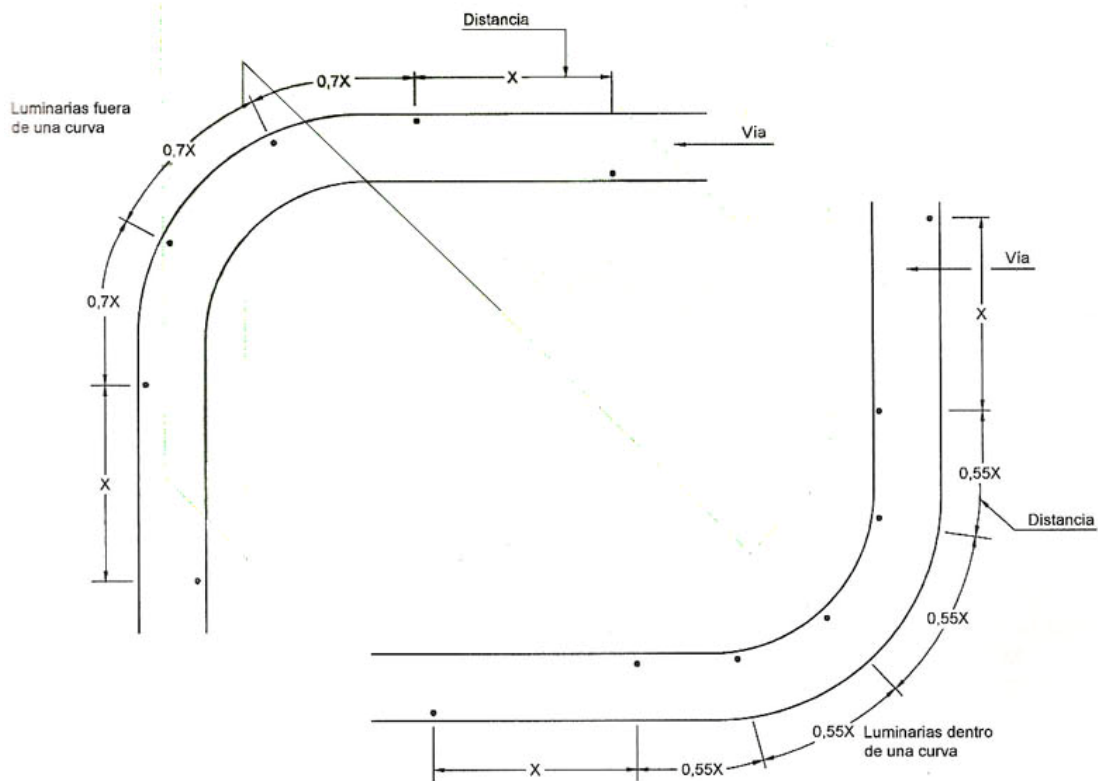 Distancia
0,7X
X
Luminarias fuera
de una curva
Vía
0,7X
0,7X
X
Vía
X
0,55X
Distancia
0,55X
0,55X
Luminarias dentro
de una curva
X
0,55X